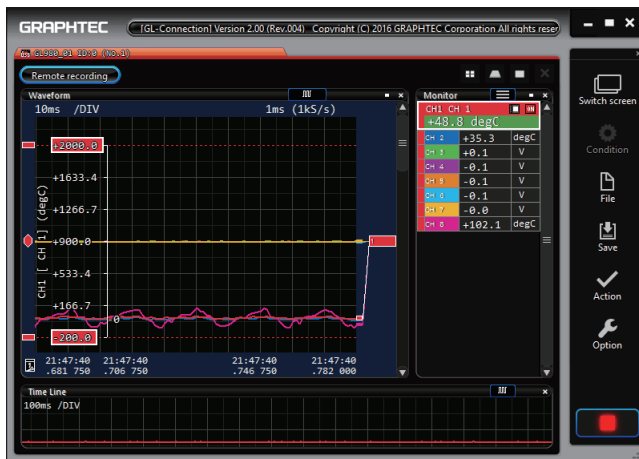 GRAPHTEC
[GL-Connection] Version 2.00 (Rev.004) Copyright (C) 2016 GRAPHTEC Corporation All rights reser
GL980_01 ID:0 (No.1)
Remote recording
Waveform
10ms /DIV 1ms (1kS/s)
+2000.0
+1633.4
+1266.7
+900.0
+533.4
+166.7
0
-200.0
CH1 [ CH 1] (degC)
1
21:47:40 21:47:40 21:47:40 21:47:40
.681 750 .706 750 .746 750 .782 000
Monitor
CH1 CH 1
+48.8 degC
CH 2 +35.3 degC
CH 3 +0.1 V
CH 4 -0.1 V
CH 5 -0.1 V
CH 6 -0.1 V
CH 7 -0.0 V
CH 8 +102.1 degC
Time Line
100ms /DIV
Switch screen
Condition
File
Save
Action
Option